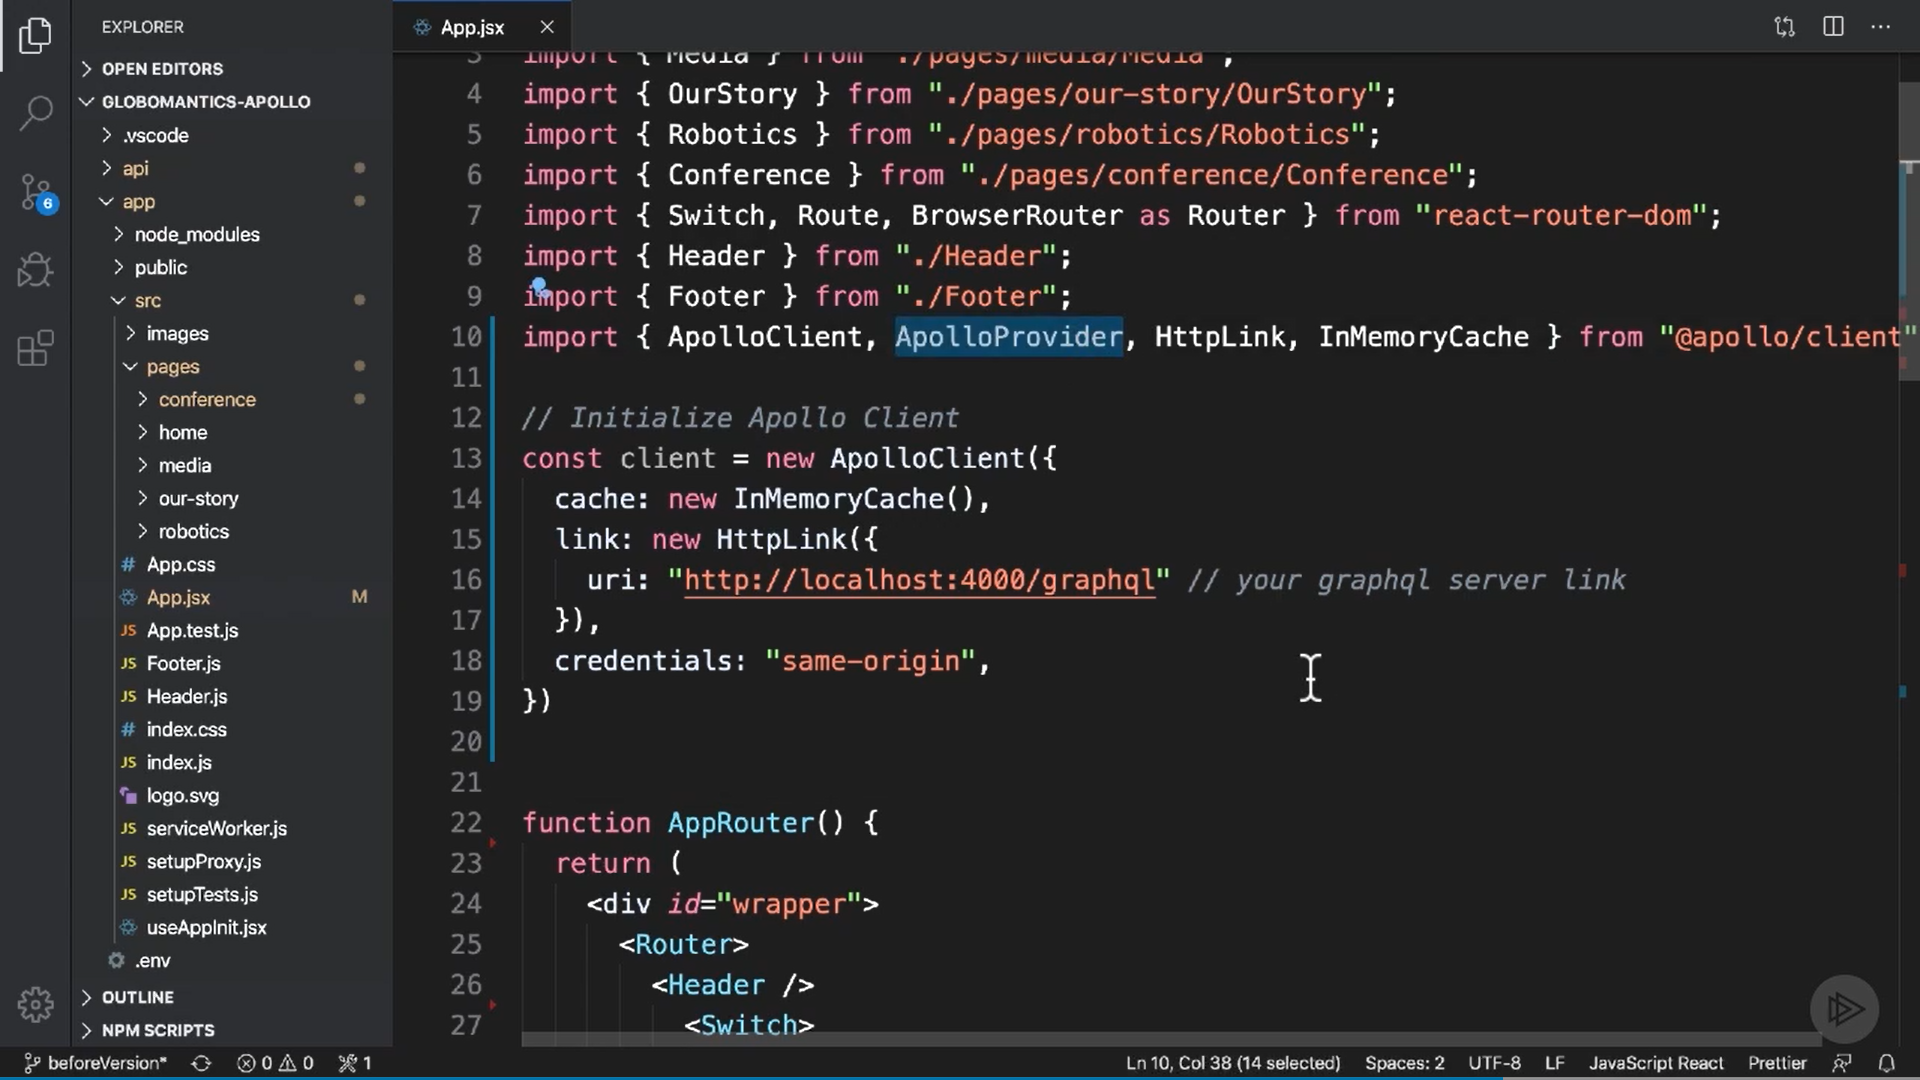 EXPLORER
OPEN EDITORS
GLOBOMANTICS-APOLLO
.vscode
api
app
node_modules
public
src
images
pages
conference
home
media
our-story
robotics
App.css
App.jsx M
App.test.js
Footer.js
Header.js
index.css
index.js
logo.svg
serviceWorker.js
setupProxy.js
setupTests.js
useAppInit.jsx
.env
OUTLINE
NPM SCRIPTS
6
App.jsx
3 import { Media } from "./pages/media/Media";
4 import { OurStory } from "./pages/our-story/OurStory";
5 import { Robotics } from "./pages/robotics/Robotics";
6 import { Conference } from "./pages/conference/Conference";
7 import { Switch, Route, BrowserRouter as Router } from "react-router-dom";
8 import { Header } from "./Header";
9 import { Footer } from "./Footer";
10 import { ApolloClient, ApolloProvider, HttpLink, InMemoryCache } from "@apollo/client"
11
12 // Initialize Apollo Client
13 const client = new ApolloClient({
14 cache: new InMemoryCache(),
15 link: new HttpLink({
16 uri: "http://localhost:4000/graphql" // your graphql server link
17 }),
18 credentials: "same-origin",
19 })
20
21
22 function AppRouter() {
23 return (
24 <div id="wrapper">
25 <Router>
26 <Header />
27 <Switch>
beforeVersion* 0 0 1 Ln 10, Col 38 (14 selected) Spaces: 2 UTF-8 LF JavaScript React Prettier